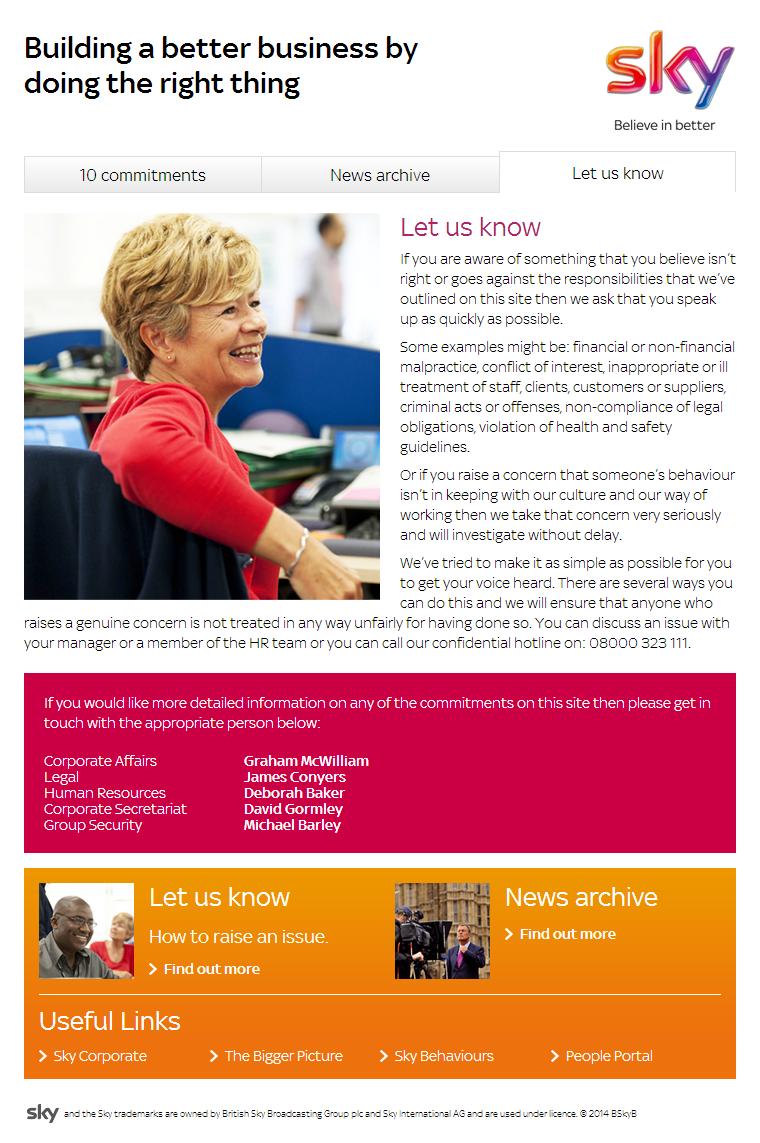 Building a better business by
doing the right thing
sky
Believe in better
10 commitments
News archive
Let us know
Let us know
If you are aware of something that you believe isn't
right or goes against the responsibilities that we've
outlined on this site then we ask that you speak
up as quickly as possible.
Some examples might be: financial or non-financial
malpractice, conflict of interest, inappropriate or ill
treatment of staff, clients, customers or suppliers,
criminal acts or offenses, non-compliance of legal
obligations, violation of health and safety
guidelines.
Or if you raise a concern that someone's behaviour
isn't in keeping with our culture and our way of
working then we take that concern very seriously
and will investigate without delay.
We've tried to make it as simple as possible for you
to get your voice heard. There are several ways you
can do this and we will ensure that anyone who
raises a genuine concern is not treated in any way unfairly for having done so. You can discuss an issue with
your manager or a member of the HR team or you can call our confidential hotline on: 08000 323 111.
If you would like more detailed information on any of the commitments on this site then please get in
touch with the appropriate person below:
Corporate Affairs Graham McWilliam
Legal James Conyers
Human Resources Deborah Baker
Corporate Secretariat David Gormley
Group Security Michael Barley
Let us know
How to raise an issue.
Find out more
News archive
Find out more
Useful Links
Sky Corporate
The Bigger Picture
Sky Behaviours
People Portal
sky and the Sky trademarks are owned by British Sky Broadcasting Group plc and Sky International AG and are used under licence. © 2014 BSkyB